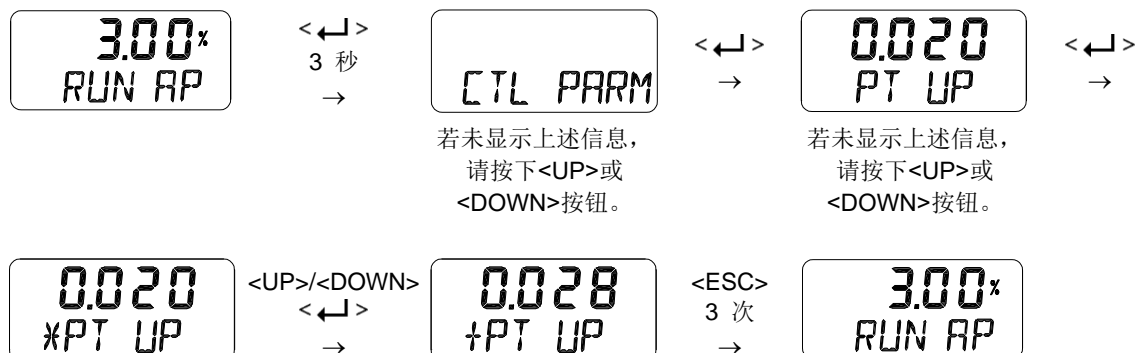 3.00% <↵> 3 秒 → CTL PARM <↵> → 0.020 <↵> →
RUN AP
PT UP
若未显示上述信息，
请按下<UP>或
<DOWN>按钮。
若未显示上述信息，
请按下<UP>或
<DOWN>按钮。
0.020
*PT UP
<UP>/<DOWN>
<↵>
→
0.028
+PT UP
<ESC>
3 次
→
3.00%
RUN AP